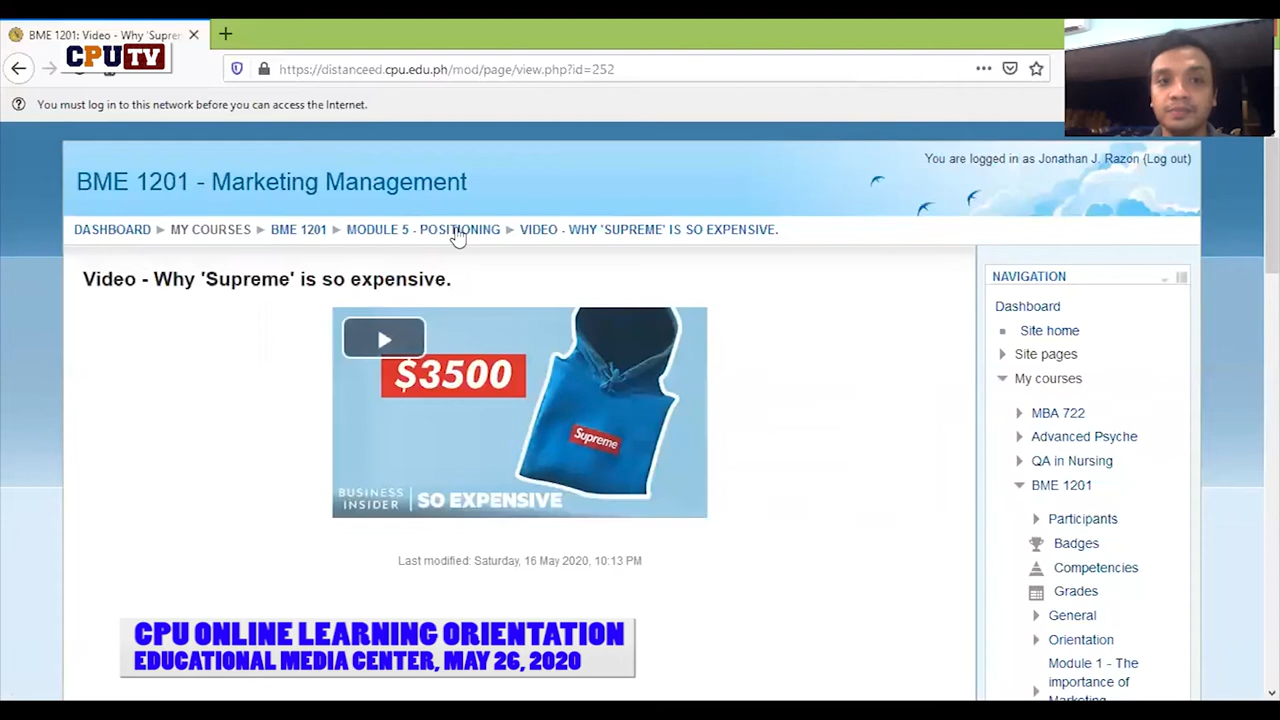 BME 1201: Video - Why 'Supre
CPUTV
https://distanceed.cpu.edu.ph/mod/page/view.php?id=252
You must log in to this network before you can access the Internet.
You are logged in as Jonathan J. Razon (Log out)
BME 1201 - Marketing Management
DASHBOARD MY COURSES BME 1201 MODULE 5 - POSITIONING VIDEO - WHY 'SUPREME' IS SO EXPENSIVE.
Video - Why 'Supreme' is so expensive.
$3500
Supreme
BUSINESS
INSIDER
SO EXPENSIVE
Last modified: Saturday, 16 May 2020, 10:13 PM
NAVIGATION
Dashboard
Site home
Site pages
My courses
MBA 722
Advanced Psyche
QA in Nursing
BME 1201
Participants
Badges
Competencies
Grades
General
Orientation
Module 1 - The
importance of
Marketing
CPU ONLINE LEARNING ORIENTATION
EDUCATIONAL MEDIA CENTER, MAY 26, 2020